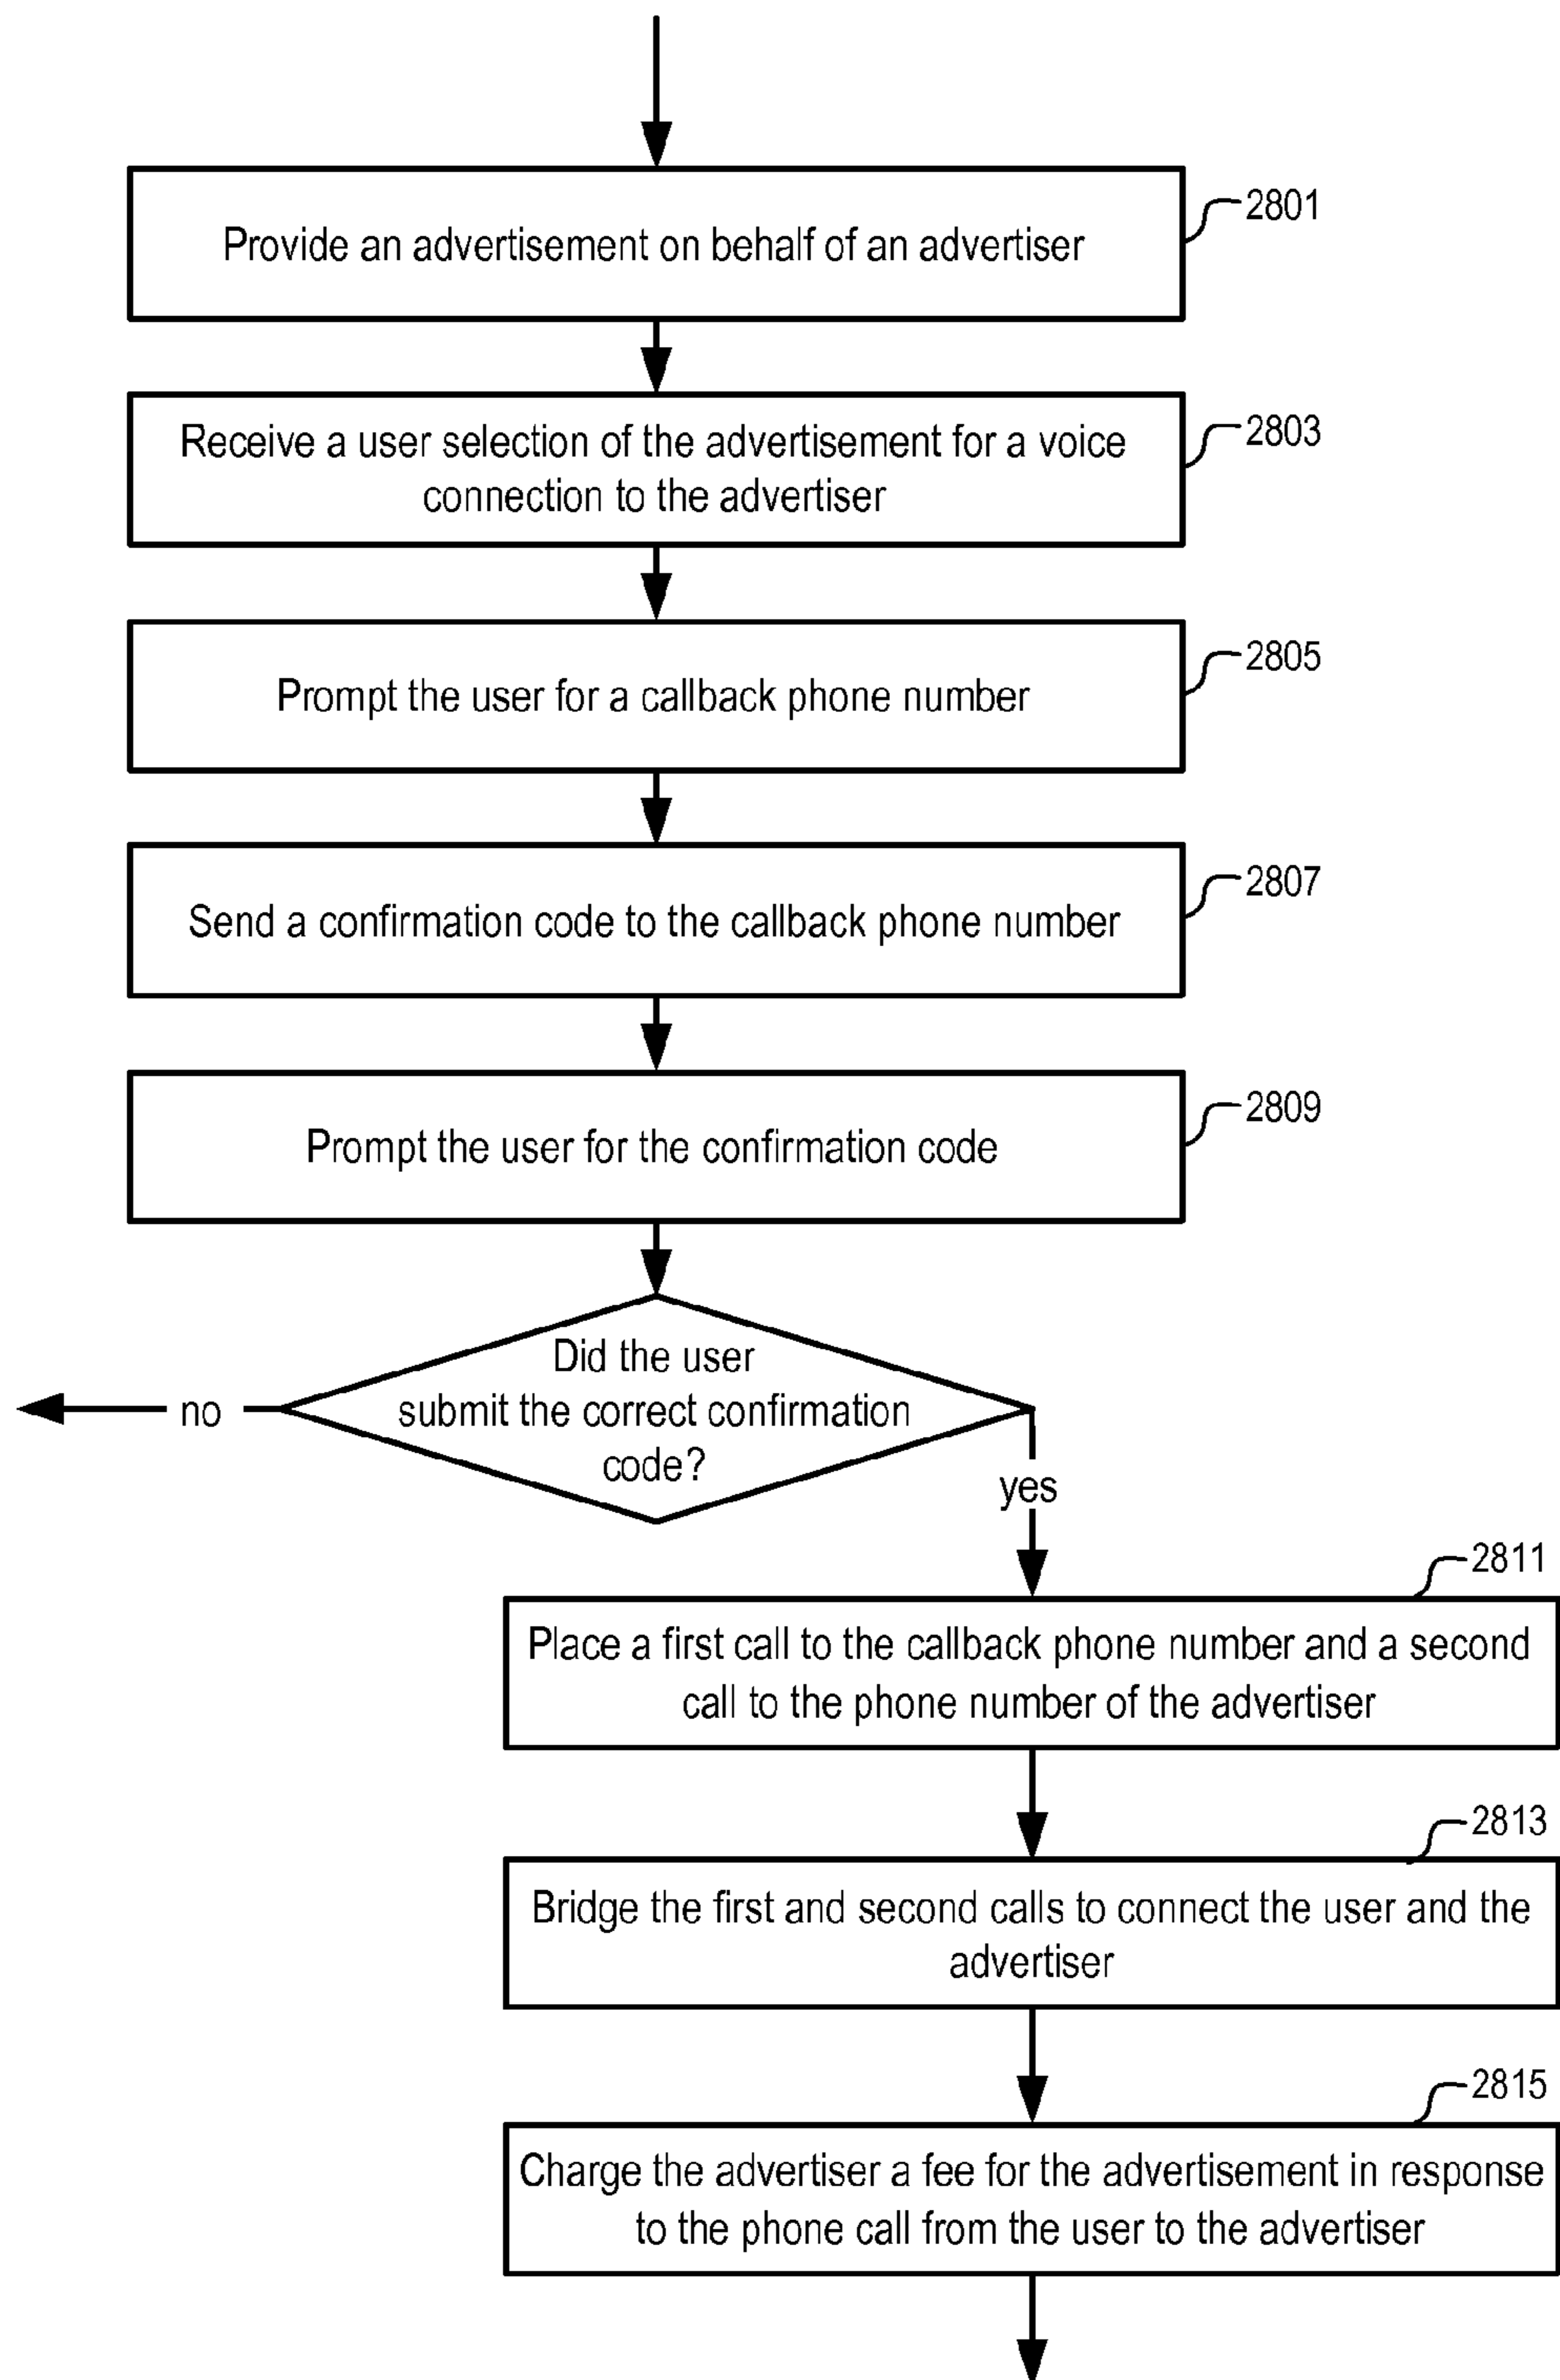 Provide an advertisement on behalf of an advertiser
2801
Receive a user selection of the advertisement for a voice
connection to the advertiser
2803
Prompt the user for a callback phone number
2805
Send a confirmation code to the callback phone number
2807
Prompt the user for the confirmation code
2809
Did the user
submit the correct confirmation
code?
no
yes
2811
Place a first call to the callback phone number and a second
call to the phone number of the advertiser
2813
Bridge the first and second calls to connect the user and the
advertiser
2815
Charge the advertiser a fee for the advertisement in response
to the phone call from the user to the advertiser